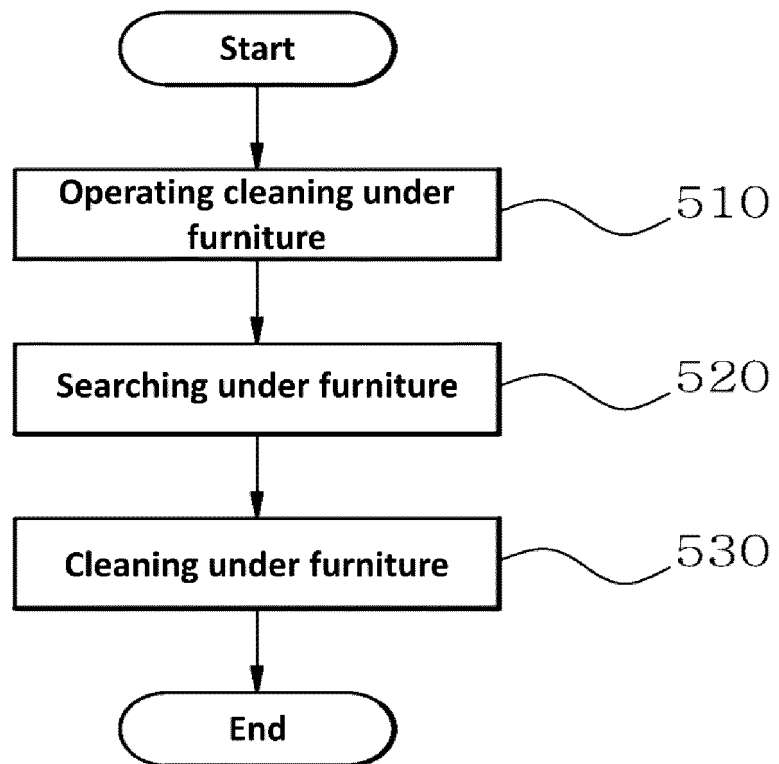 Start
Operating cleaning under
furniture
510
Searching under furniture
520
Cleaning under furniture
530
End